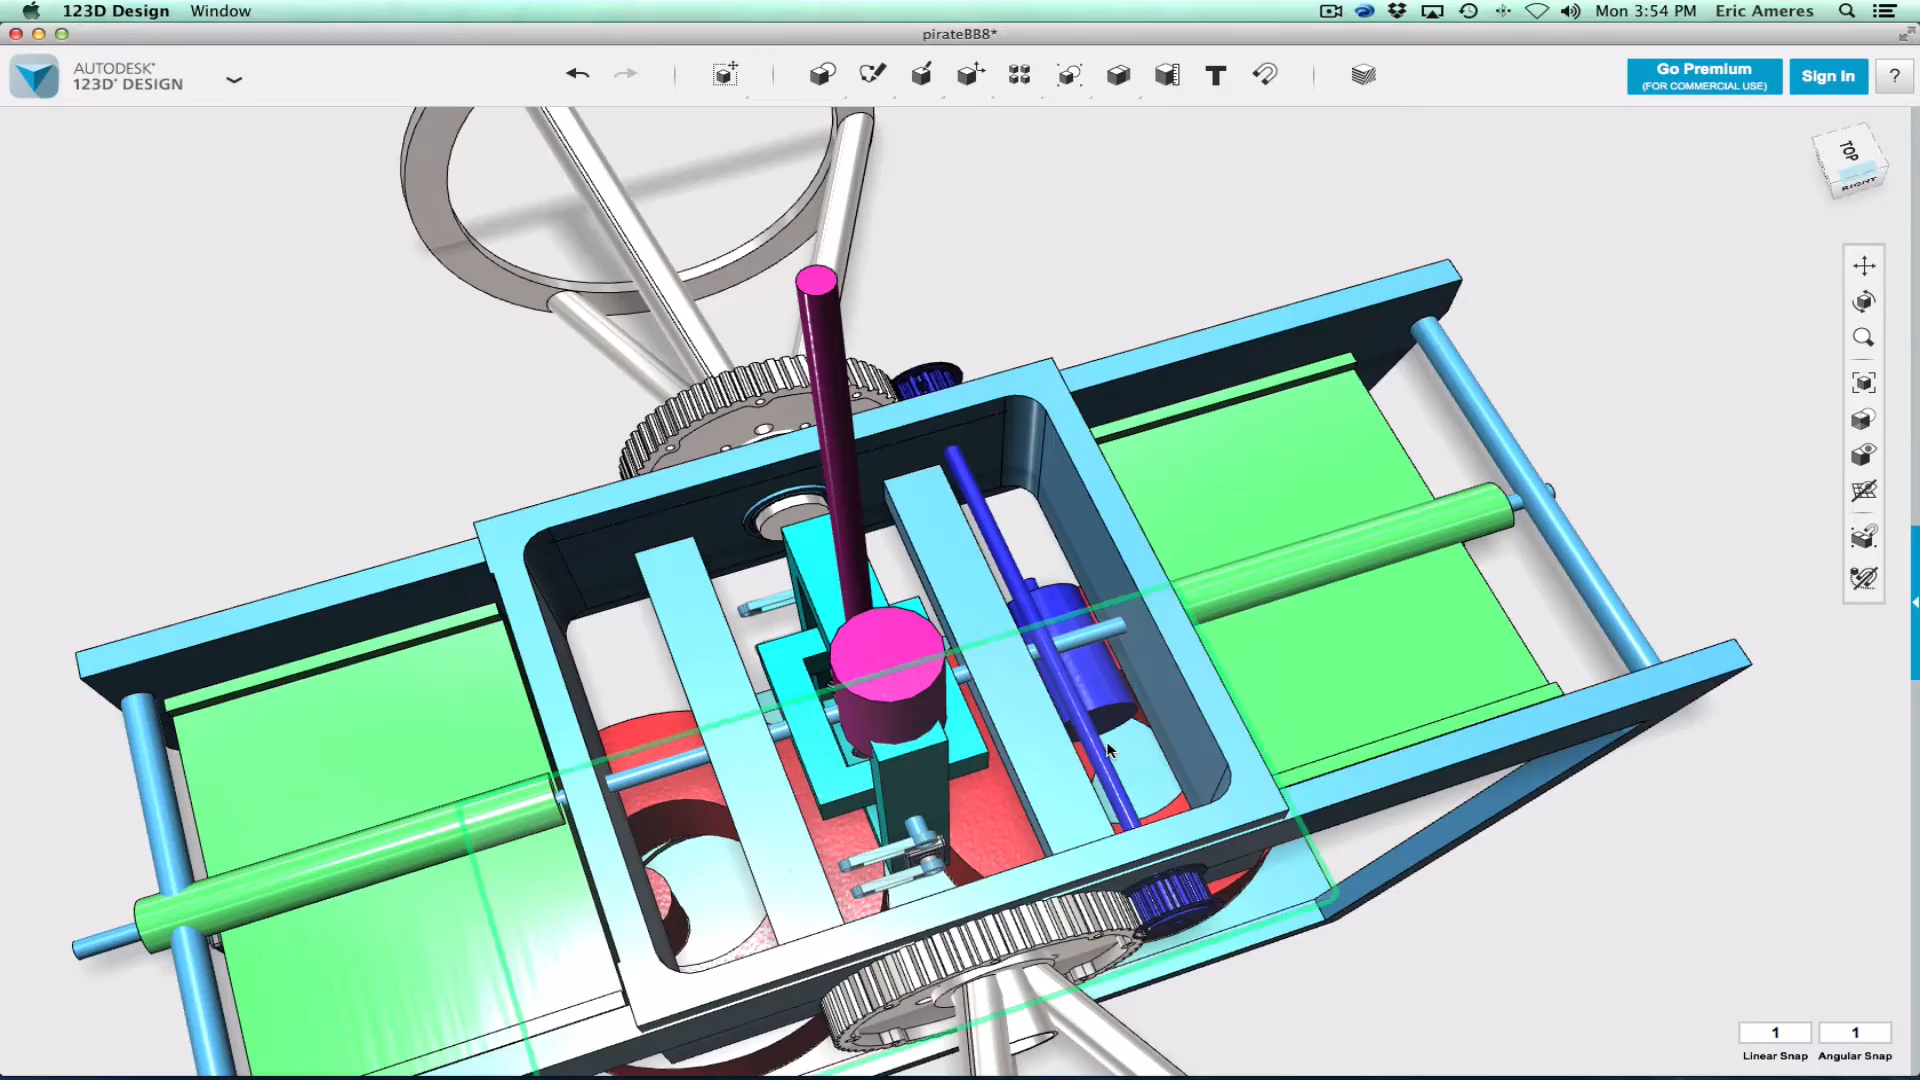 123D Design Window Mon 3:54 PM Eric Ameres
pirateBB8*
AUTODESK®
123D® DESIGN
T
Go Premium
(FOR COMMERCIAL USE)
Sign In
?
TOP
RIGHT
1 1
Linear Snap Angular Snap